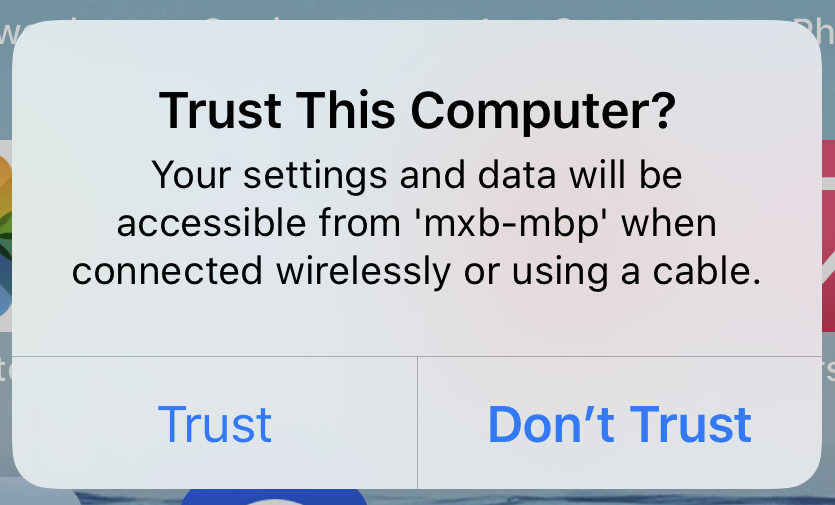 Trust This Computer?
Your settings and data will be
accessible from 'mxb-mbp' when
connected wirelessly or using a cable.
Trust
Don’t Trust